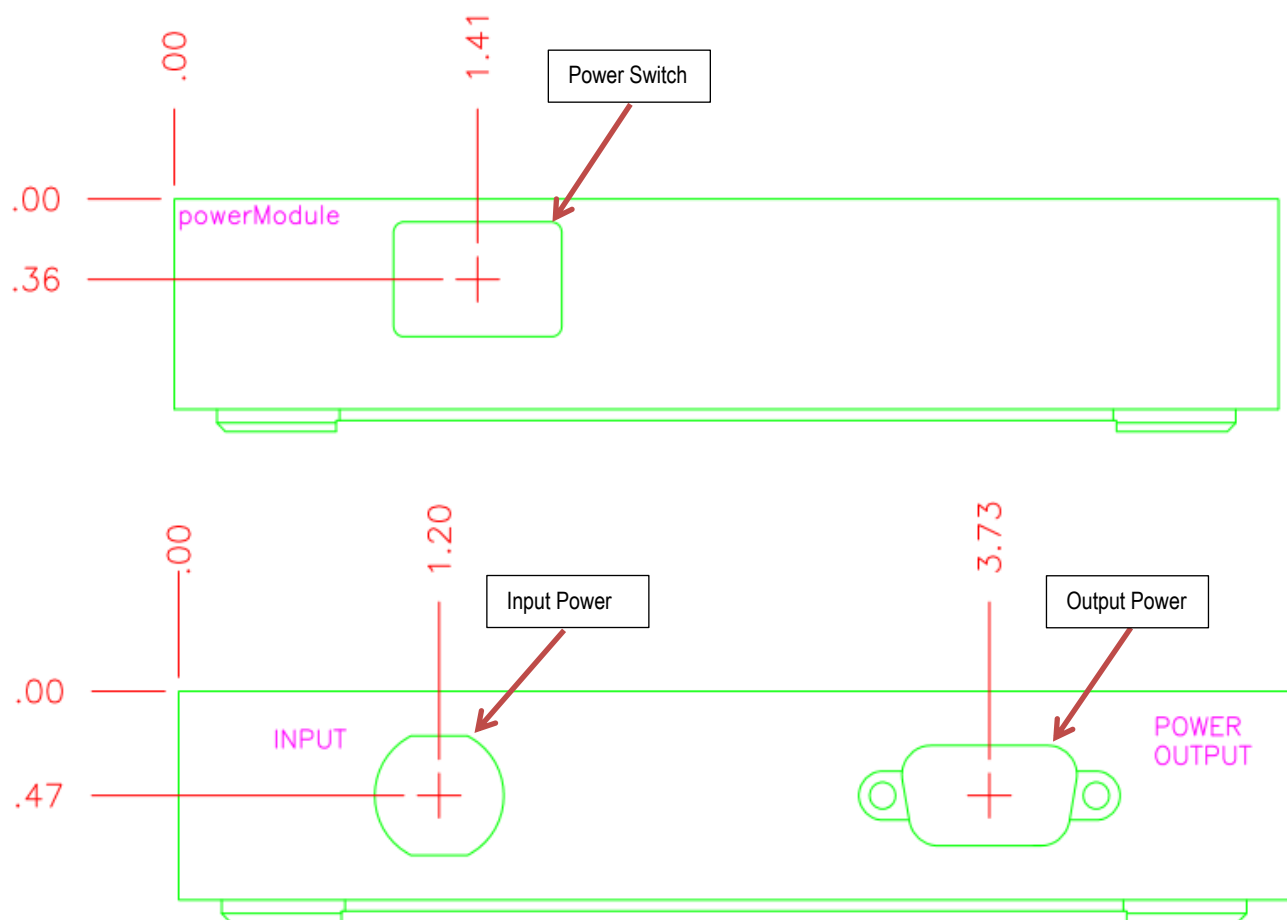 .00
1.41
Power Switch
.00
powerModule
.36
.00
1.20
3.73
Input Power
Output Power
.00
INPUT
POWER
OUTPUT
.47